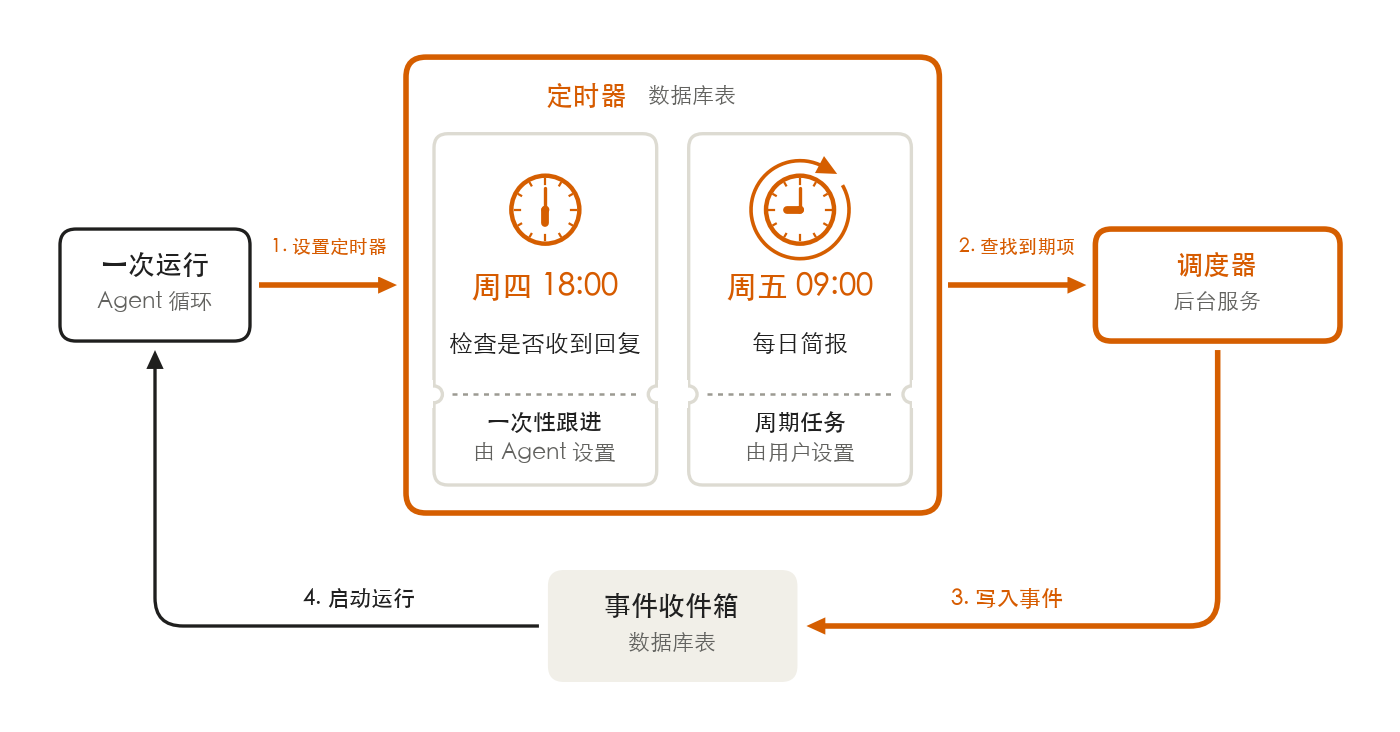 定时器 数据库表
一次运行
Agent 循环
1. 设置定时器
周四 18:00
检查是否收到回复
一次性跟进
由 Agent 设置
周五 09:00
每日简报
周期任务
由用户设置
2. 查找到期项
调度器
后台服务
3. 写入事件
事件收件箱
数据库表
4. 启动运行